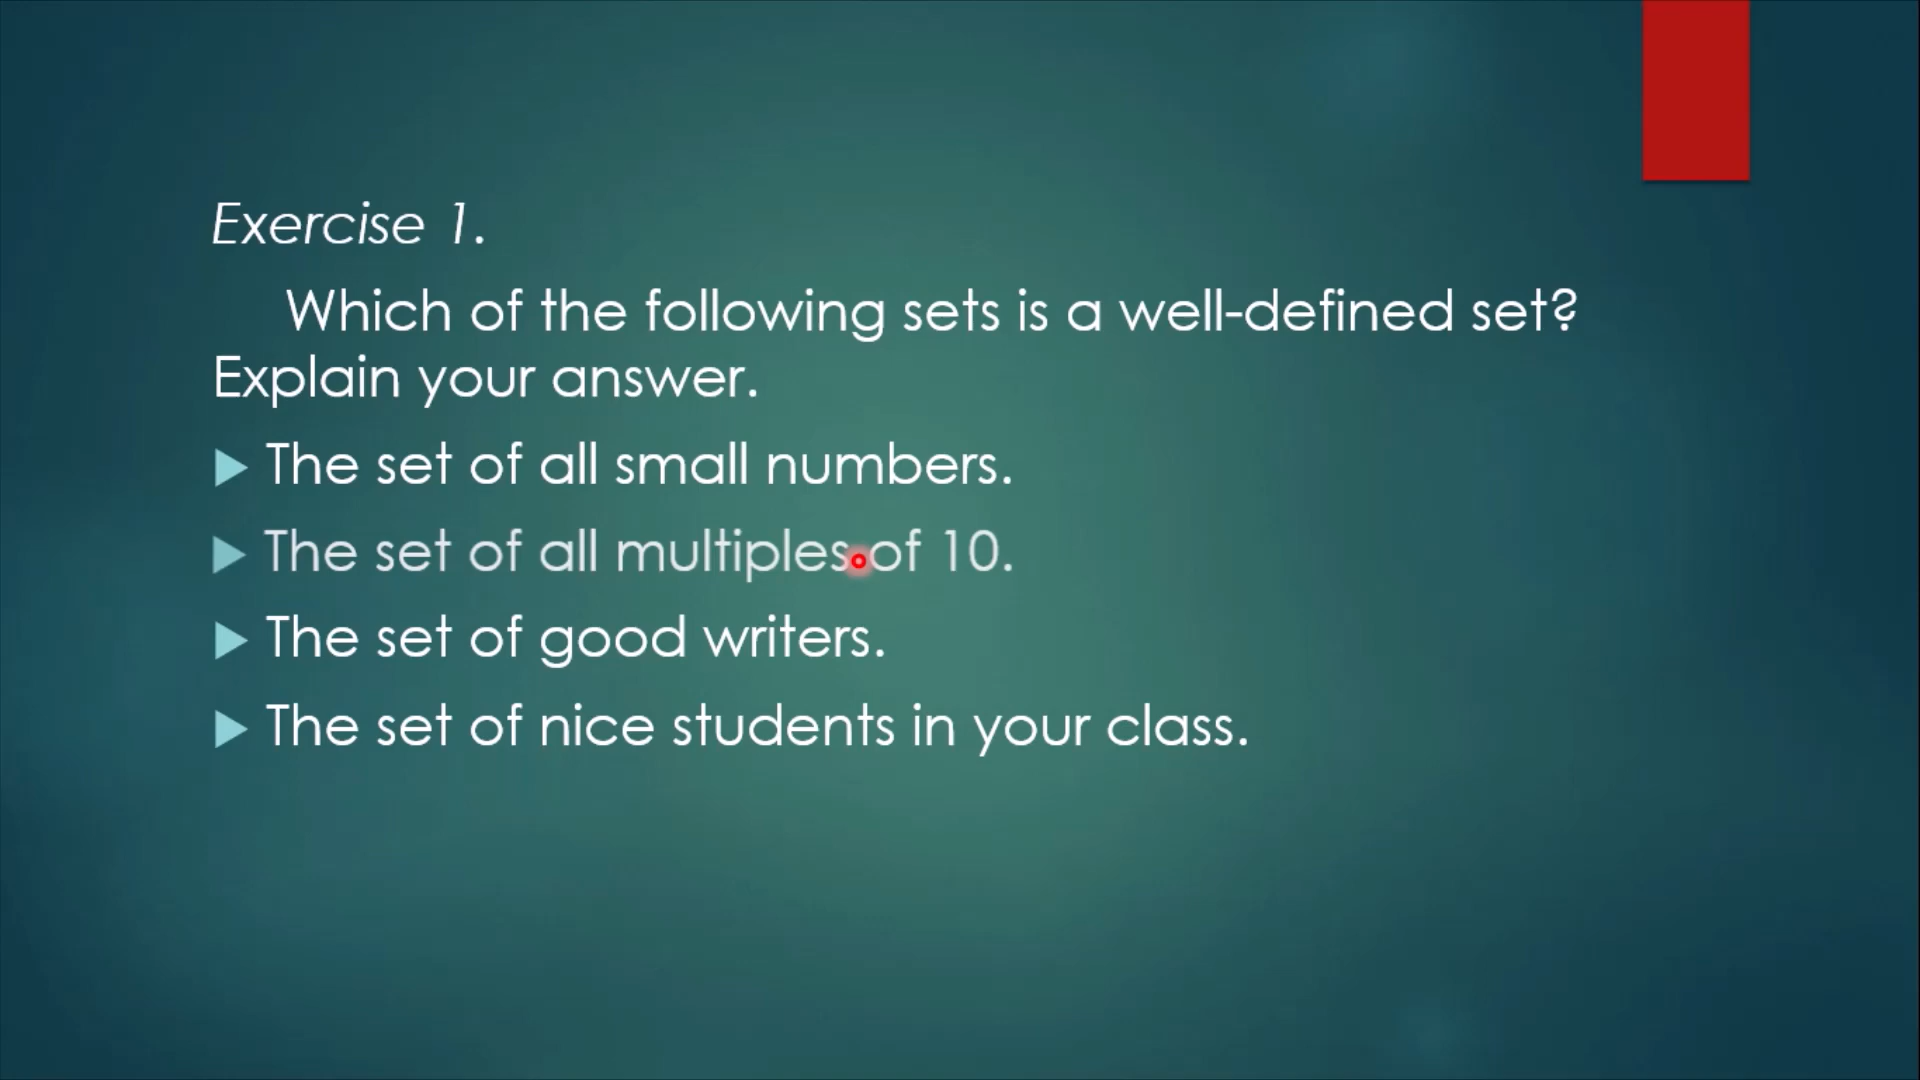 Exercise 1.
Which of the following sets is a well-defined set?
Explain your answer.
The set of all small numbers.
The set of all multiples of 10.
The set of good writers.
The set of nice students in your class.